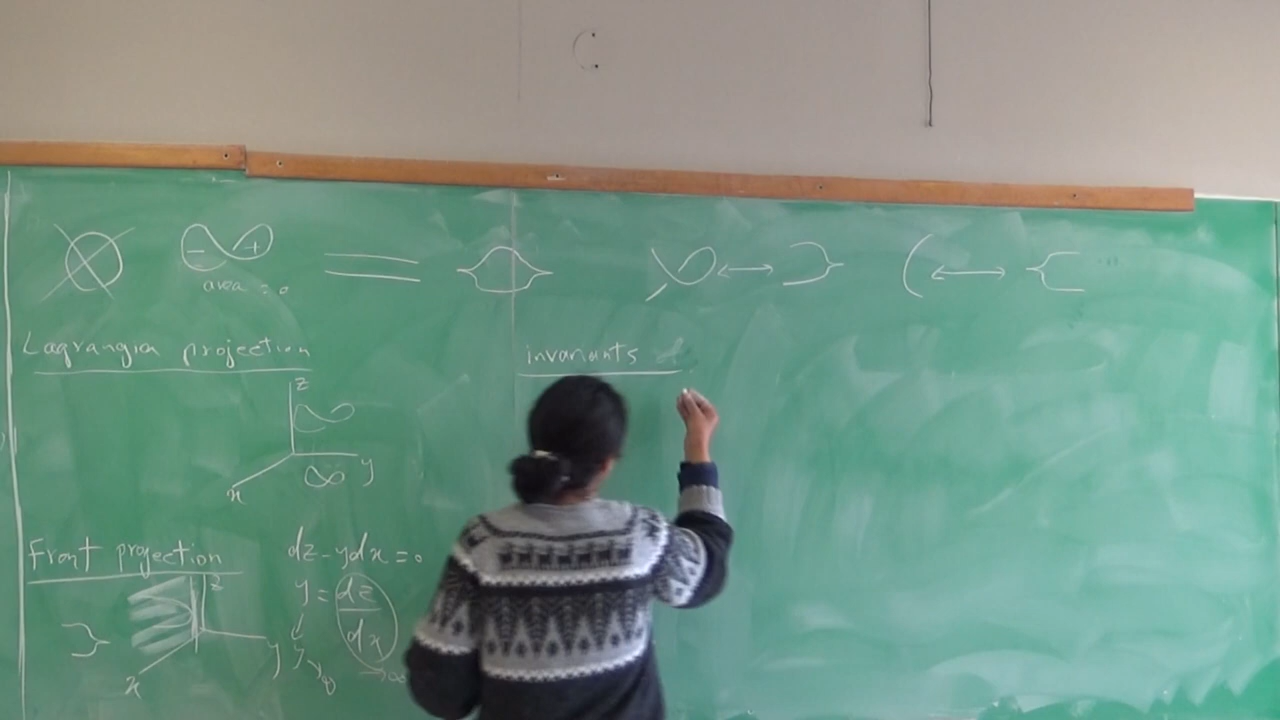 - +
area = 0
Lagrangian projection
invariants
z
y
x
Front projection
dz - ydx = 0
z
y = dz/dx
y
x
→ ∞